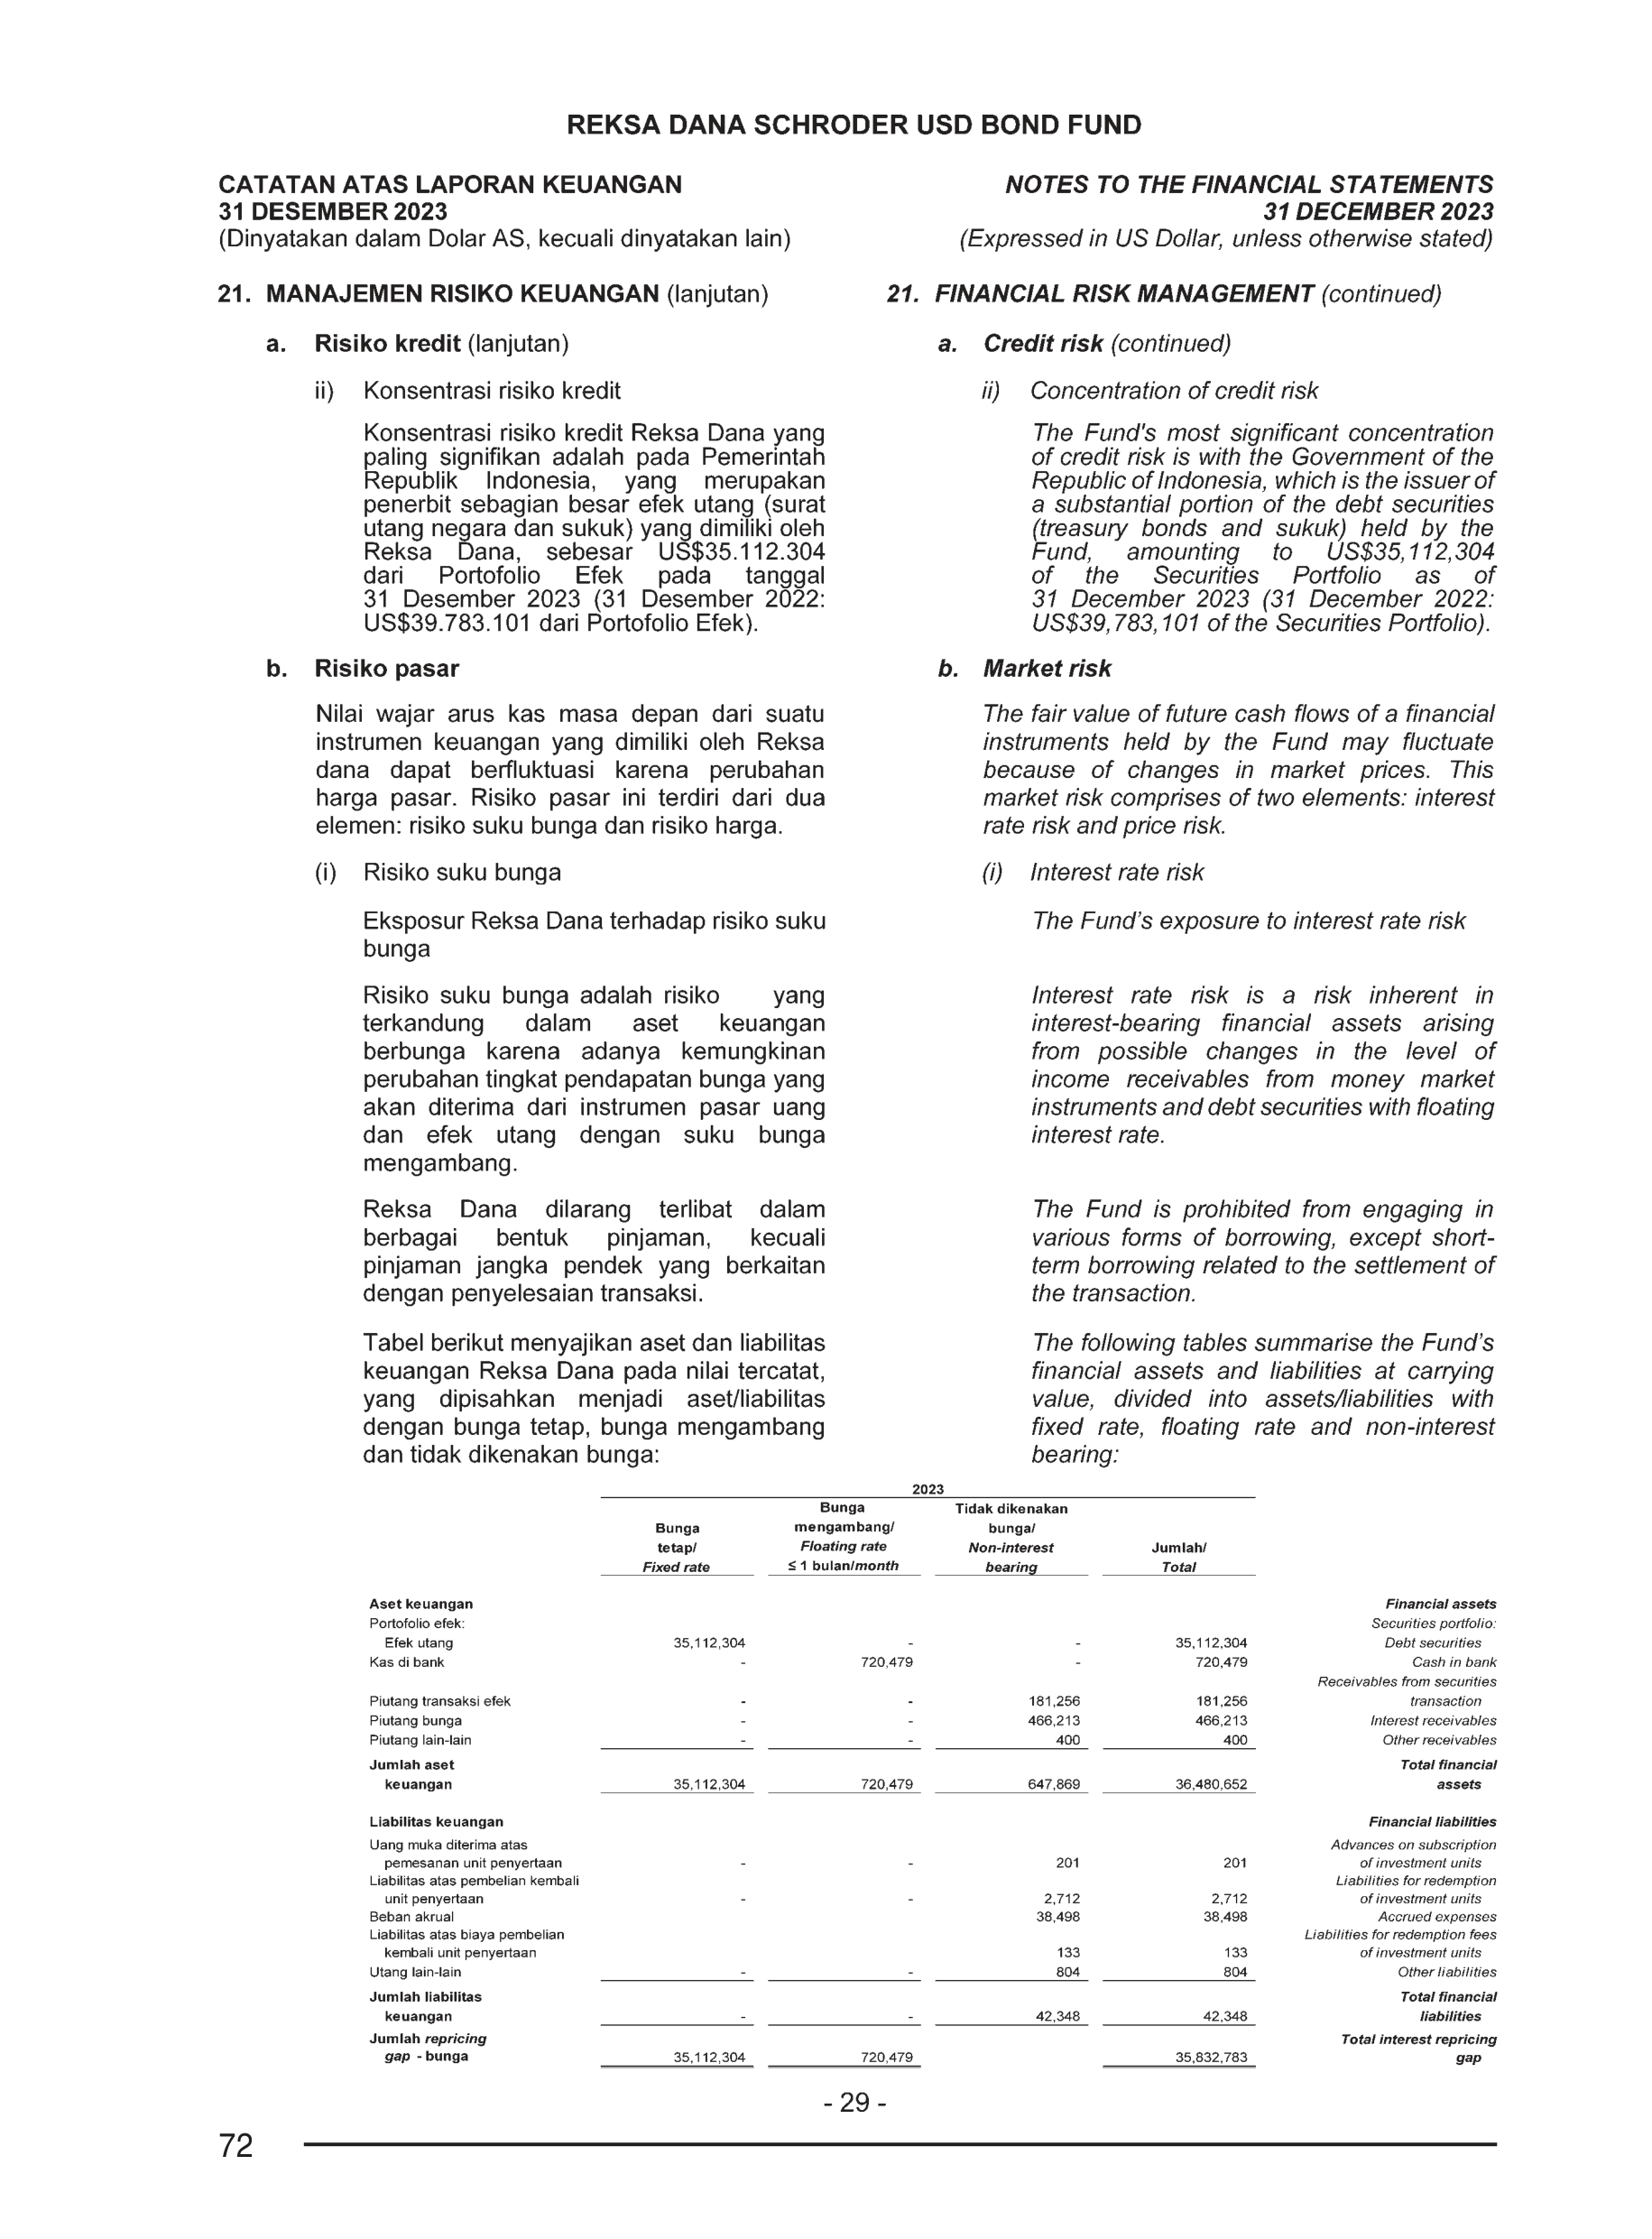 REKSA DANA SCHRODER USD BOND FUND
CATATAN ATAS LAPORAN KEUANGAN
31 DESEMBER 2023
(Dinyatakan dalam Dolar AS, kecuali dinyatakan lain)
NOTES TO THE FINANCIAL STATEMENTS
31 DECEMBER 2023
(Expressed in US Dollar, unless otherwise stated)
21. MANAJEMEN RISIKO KEUANGAN (lanjutan)
a. Risiko kredit (lanjutan)
ii) Konsentrasi risiko kredit
Konsentrasi risiko kredit Reksa Dana yang
paling signifikan adalah pada Pemerintah
Republik Indonesia, yang merupakan
penerbit sebagian besar efek utang (surat
utang negara dan sukuk) yang dimiliki oleh
Reksa Dana, sebesar US$35.112.304
dari Portofolio Efek pada tanggal
31 Desember 2023 (31 Desember 2022:
US$39.783.101 dari Portofolio Efek).
b. Risiko pasar
Nilai wajar arus kas masa depan dari suatu
instrumen keuangan yang dimiliki oleh Reksa
dana dapat berfluktuasi karena perubahan
harga pasar. Risiko pasar ini terdiri dari dua
elemen: risiko suku bunga dan risiko harga.
(i) Risiko suku bunga
Eksposur Reksa Dana terhadap risiko suku
bunga
Risiko suku bunga adalah risiko yang
terkandung dalam aset keuangan
berbunga karena adanya kemungkinan
perubahan tingkat pendapatan bunga yang
akan diterima dari instrumen pasar uang
dan efek utang dengan suku bunga
mengambang.
Reksa Dana dilarang terlibat dalam
berbagai bentuk pinjaman, kecuali
pinjaman jangka pendek yang berkaitan
dengan penyelesaian transaksi.
Tabel berikut menyajikan aset dan liabilitas
keuangan Reksa Dana pada nilai tercatat,
yang dipisahkan menjadi aset/liabilitas
dengan bunga tetap, bunga mengambang
dan tidak dikenakan bunga:
21. FINANCIAL RISK MANAGEMENT (continued)
a. Credit risk (continued)
ii) Concentration of credit risk
The Fund's most significant concentration
of credit risk is with the Government of the
Republic of Indonesia, which is the issuer of
a substantial portion of the debt securities
(treasury bonds and sukuk) held by the
Fund, amounting to US$35,112,304
of the Securities Portfolio as of
31 December 2023 (31 December 2022:
US$39,783,101 of the Securities Portfolio).
b. Market risk
The fair value of future cash flows of a financial
instruments held by the Fund may fluctuate
because of changes in market prices. This
market risk comprises of two elements: interest
rate risk and price risk.
(i) Interest rate risk
The Fund's exposure to interest rate risk
Interest rate risk is a risk inherent in
interest-bearing financial assets arising
from possible changes in the level of
income receivables from money market
instruments and debt securities with floating
interest rate.
The Fund is prohibited from engaging in
various forms of borrowing, except short-
term borrowing related to the settlement of
the transaction.
The following tables summarise the Fund's
financial assets and liabilities at carrying
value, divided into assets/liabilities with
fixed rate, floating rate and non-interest
bearing:
2023
Bunga Tidak dikenakan
Bunga mengambang/ bunga/
tetap/ Floating rate Non-interest Jumlah/
Fixed rate ≤ 1 bulan/month bearing Total
Aset keuangan Financial assets
Portofolio efek: Securities portfolio:
Efek utang 35,112,304 - - 35,112,304 Debt securities
Kas di bank - 720,479 - 720,479 Cash in bank
Receivables from securities
Piutang transaksi efek - - 181,256 181,256 transaction
Piutang bunga - - 466,213 466,213 Interest receivables
Piutang lain-lain - - 400 400 Other receivables
Jumlah aset Total financial
keuangan 35,112,304 720,479 647,869 36,480,652 assets
Liabilitas keuangan Financial liabilities
Uang muka diterima atas Advances on subscription
pemesanan unit penyertaan - - 201 201 of investment units
Liabilitas atas pembelian kembali Liabilities for redemption
unit penyertaan - - 2,712 2,712 of investment units
Beban akrual 38,498 38,498 Accrued expenses
Liabilitas atas biaya pembelian Liabilities for redemption fees
kembali unit penyertaan 133 133 of investment units
Utang lain-lain - - 804 804 Other liabilities
Jumlah liabilitas Total financial
keuangan - - 42,348 42,348 liabilities
Jumlah repricing Total interest repricing
gap - bunga 35,112,304 720,479 35,832,783 gap
- 29 -
72